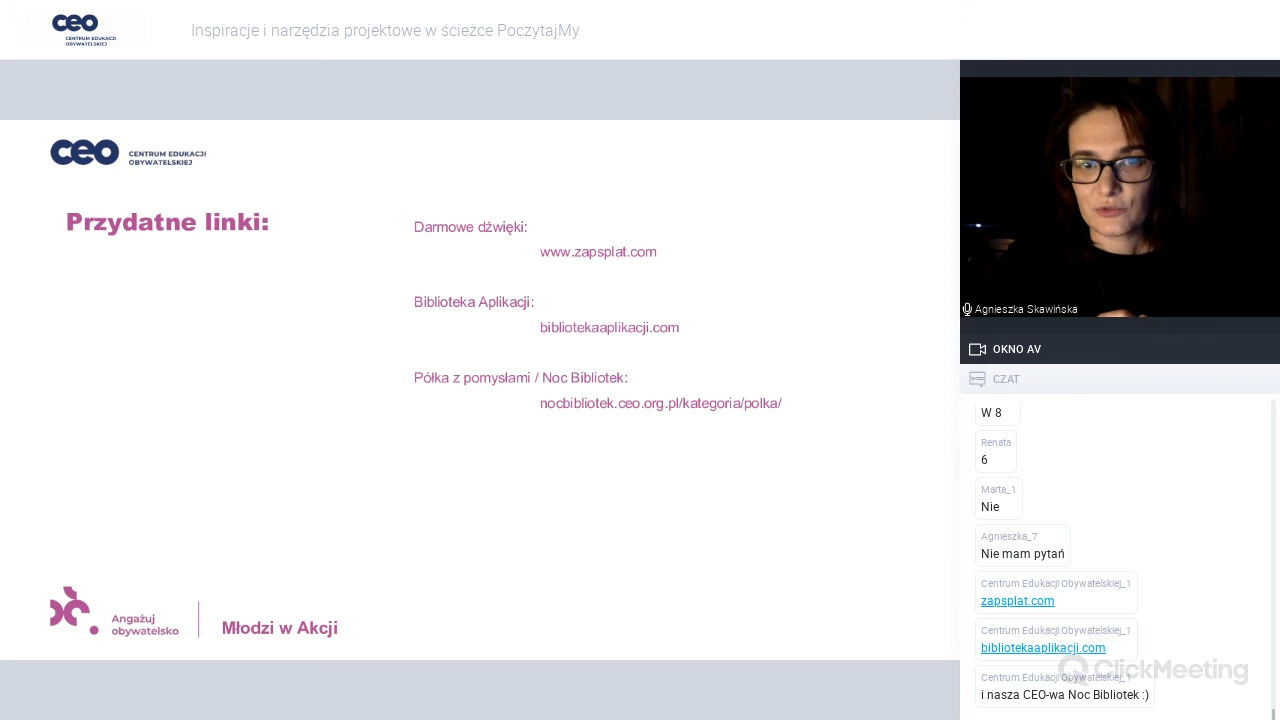 ceo
CENTRUM EDUKACJI
OBYWATELSKIEJ
Inspiracje i narzędzia projektowe w ścieżce PoczytajMy
ceo
CENTRUM EDUKACJI
OBYWATELSKIEJ
Przydatne linki:
Darmowe dźwięki:
www.zapsplat.com
Biblioteka Aplikacji:
bibliotekaaplikacji.com
Półka z pomysłami / Noc Bibliotek:
nocbibliotek.ceo.org.pl/kategoria/polka/
Angażuj
obywatelsko
Młodzi w Akcji
Agnieszka Skawińska
OKNO AV
CZAT
W 8
Renata
6
Marta_1
Nie
Agnieszka_7
Nie mam pytań
Centrum Edukacji Obywatelskiej_1
zapsplat.com
Centrum Edukacji Obywatelskiej_1
bibliotekaaplikacji.com
Centrum Edukacji Obywatelskiej_1
i nasza CEO-wa Noc Bibliotek :)
ClickMeeting